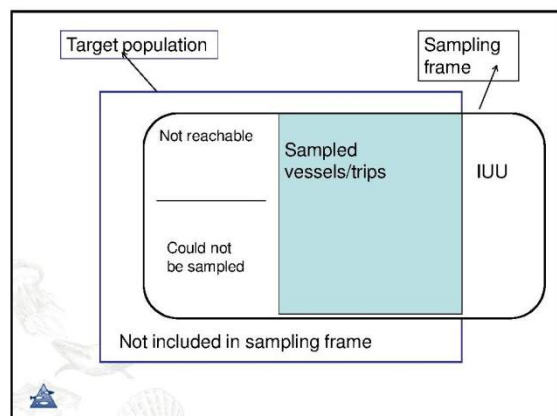 Target population
Sampling
frame
Not reachable
Sampled
vessels/trips
IUU
Could not
be sampled
Not included in sampling frame